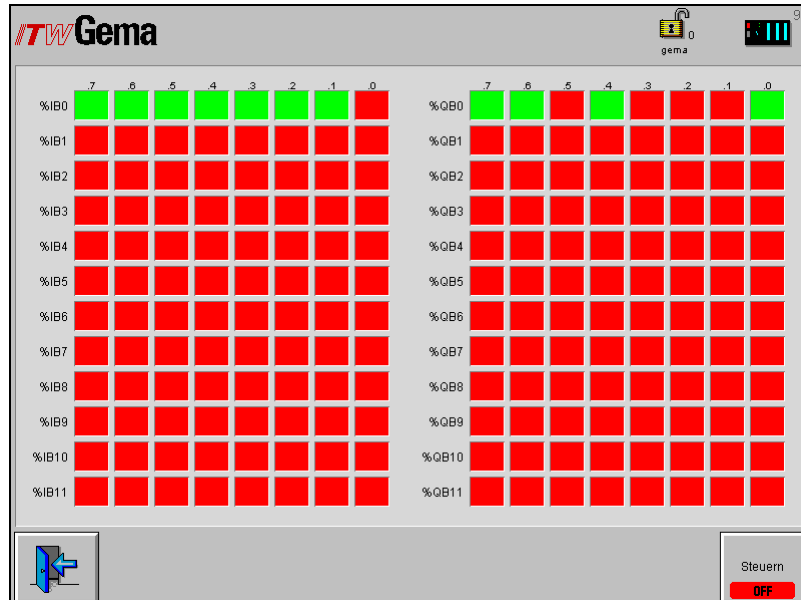 ITW Gema
9
0
gema
.7 .6 .5 .4 .3 .2 .1 .0 .7 .6 .5 .4 .3 .2 .1 .0
%IB0 %QB0
%IB1 %QB1
%IB2 %QB2
%IB3 %QB3
%IB4 %QB4
%IB5 %QB5
%IB6 %QB6
%IB7 %QB7
%IB8 %QB8
%IB9 %QB9
%IB10 %QB10
%IB11 %QB11
Steuern
OFF